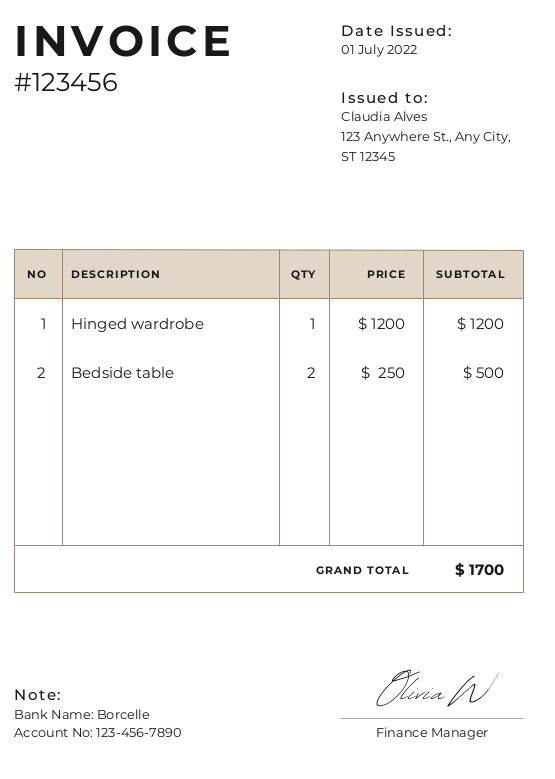 INVOICE
#123456
Date Issued:
01 July 2022
Issued to:
Claudia Alves
123 Anywhere St., Any City,
ST 12345
NO DESCRIPTION QTY PRICE SUBTOTAL
1 Hinged wardrobe 1 $ 1200 $ 1200
2 Bedside table 2 $ 250 $ 500
GRAND TOTAL $ 1700
Note:
Bank Name: Borcelle
Account No: 123-456-7890
Olivia W
Finance Manager